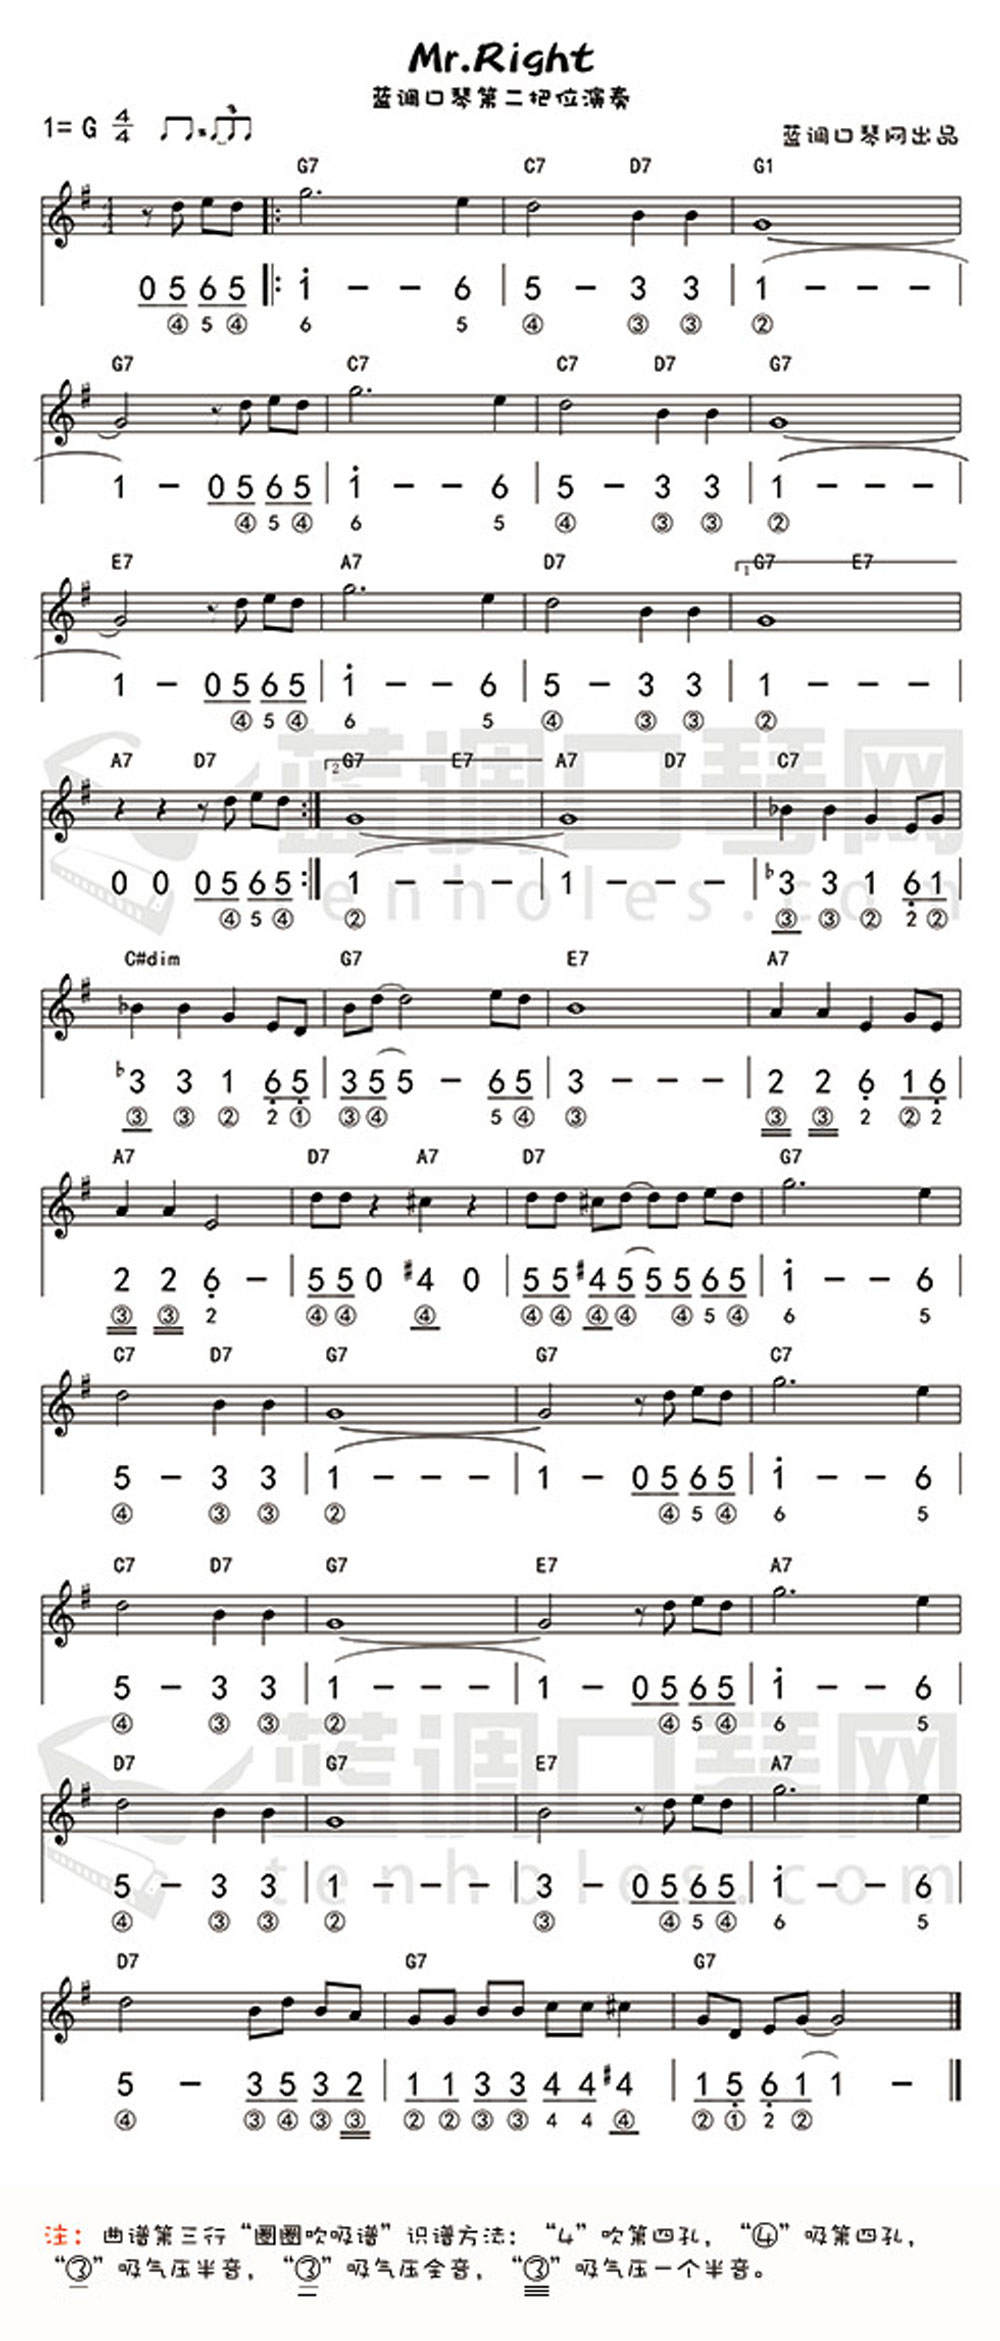 Mr.Right
蓝调口琴第二把位演奏
1= G 4/4 3
蓝调口琴网出品
G7 C7 D7 G1
0 5 6 5 1 - - 6 5 - 3 3 1 - - -
④ 5 ④ 6 5 ④ ③ ③ ②
G7 C7 C7 D7 G7
1 - 0 5 6 5 1 - - 6 5 - 3 3 1 - - -
④ 5 ④ 6 5 ④ ③ ③ ②
E7 A7 D7 1 G7 E7
1 - 0 5 6 5 1 - - 6 5 - 3 3 1 - - -
④ 5 ④ 6 5 ④ ③ ③ ②
蓝调口琴网
A7 D7 2 G7 E7 A7 D7 C7
0 0 0 5 6 5 1 - - - 1 - - - ♭3 3 1 6 1
④ 5 ④ ② ③ ③ ② 2 ②
tenholes.com
C#dim G7 E7 A7
♭3 3 1 6 5 3 5 5 - 6 5 3 - - - 2 2 6 1 6
③ ③ ② 2 ① ③ ④ 5 ④ ③ ③ ③ 2 ② 2
A7 D7 A7 D7 G7
2 2 6 - 5 5 0 #4 0 5 5 #4 5 5 5 6 5 1 - - 6
③ ③ 2 ④ ④ ④ ④ ④ ④ ④ ④ 5 ④ 6 5
C7 D7 G7 G7 C7
5 - 3 3 1 - - - 1 - 0 5 6 5 1 - - 6
④ ③ ③ ② ④ 5 ④ 6 5
C7 D7 G7 E7 A7
5 - 3 3 1 - - - 1 - 0 5 6 5 1 - - 6
④ ③ ③ ② ④ 5 ④ 6 5
蓝调口琴网
D7 G7 E7 A7
5 - 3 3 1 - - - 3 - 0 5 6 5 1 - - 6
tenholes.com
④ ③ ③ ② ③ ④ 5 ④ 6 5
D7 G7 G7
5 - 3 5 3 2 1 1 3 3 4 4 #4 1 5 6 1 1 -
④ ③ ④ ③ ③ ② ② ③ ③ 4 4 ④ ② ① 2 ②
注：曲谱第三行“圈圈吹吸谱”识谱方法：“4”吹第四孔，“④”吸第四孔，
“③”吸气压半音，“③”吸气压全音，“③”吸气压一个半音。